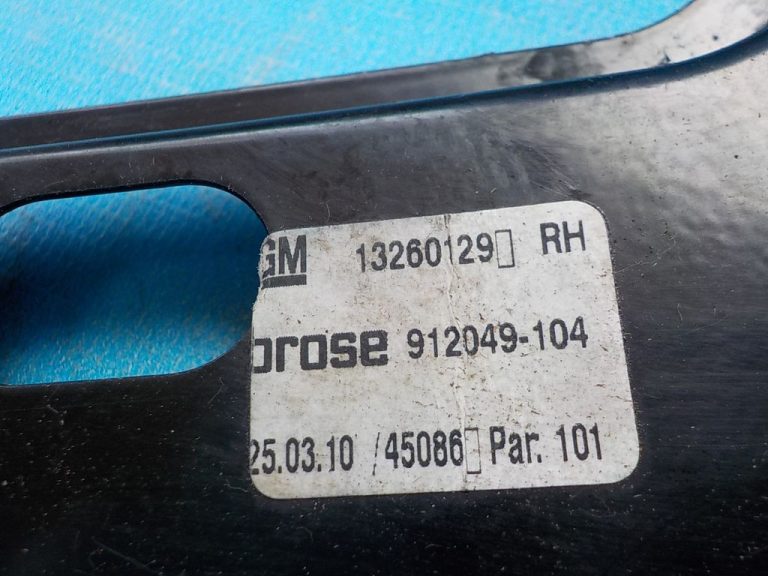 GM 13260129▯ RH
brose 912049-104
25.03.10 /45086▯ Par. 101